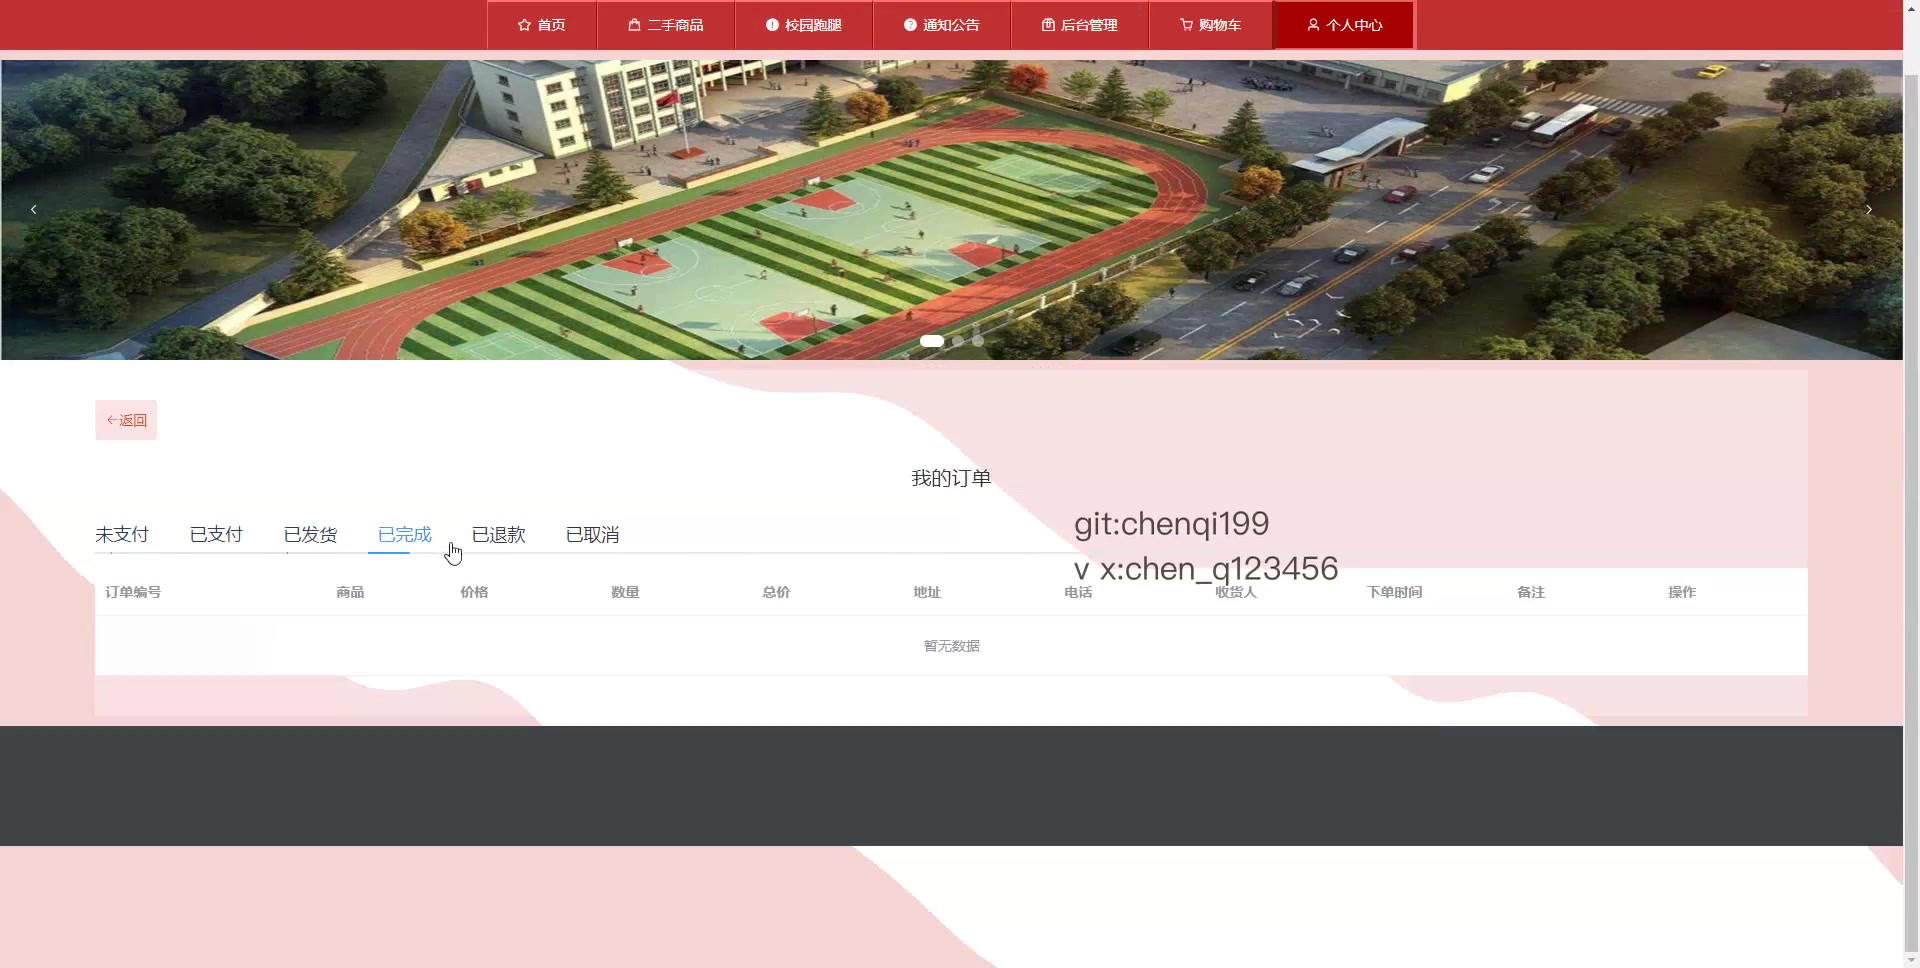 首页
二手商品
校园跑腿
通知公告
后台管理
购物车
个人中心
←返回
我的订单
未支付
已支付
已发货
已完成
已退款
已取消
git:chenqi199
v x:chen_q123456
订单编号
商品
价格
数量
总价
地址
电话
收货人
下单时间
备注
操作
暂无数据